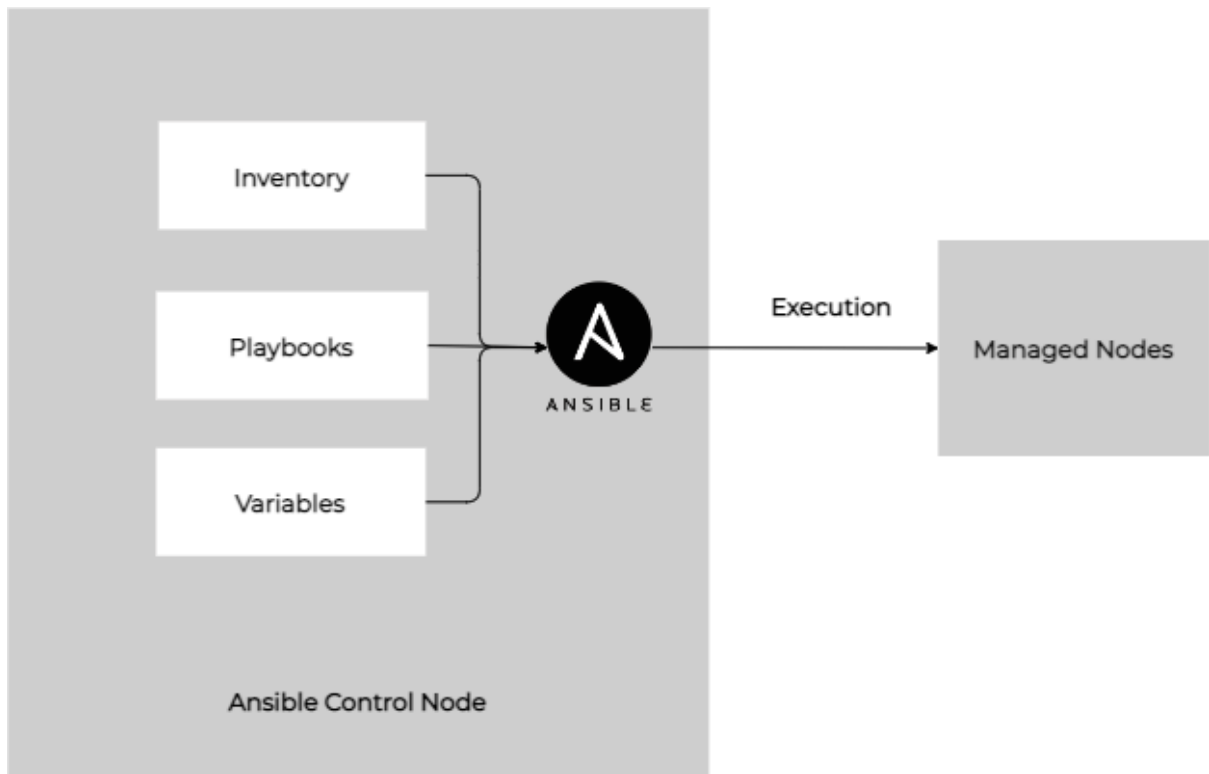 Inventory
Playbooks
Variables
ANSIBLE
Execution
Managed Nodes
Ansible Control Node